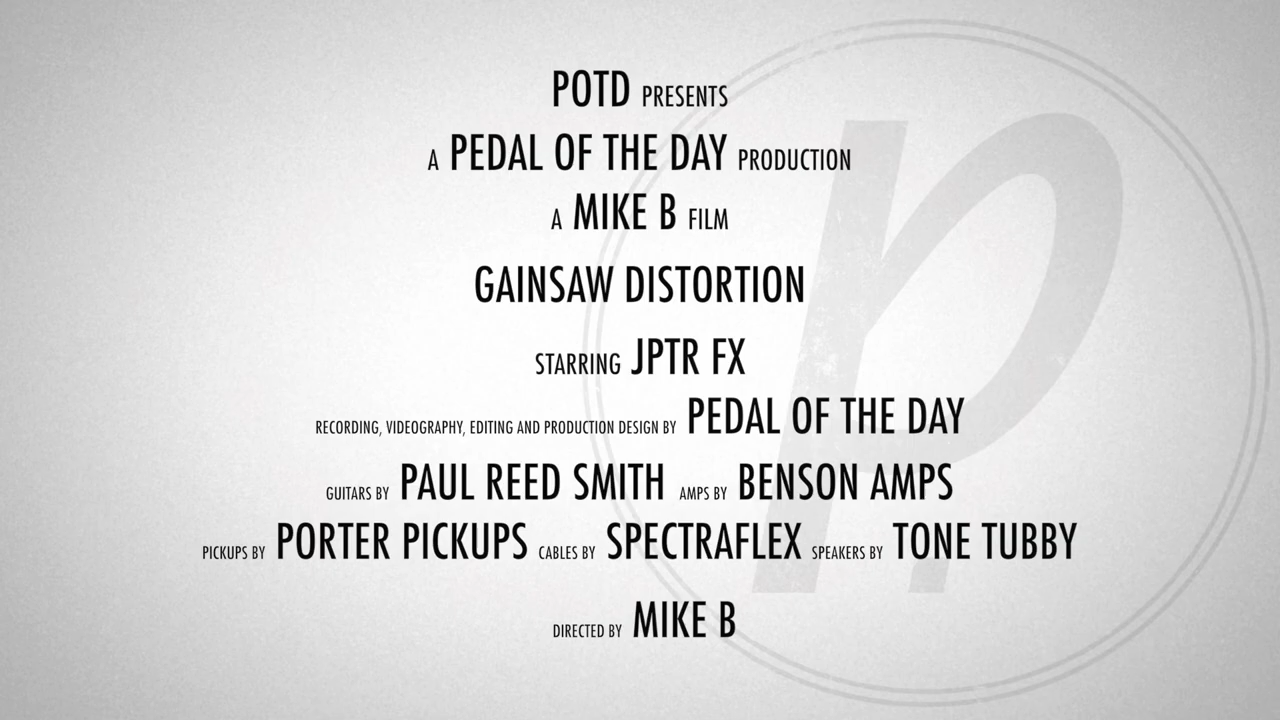 POTD PRESENTS
A PEDAL OF THE DAY PRODUCTION
A MIKE B FILM
GAINSAW DISTORTION
STARRING JPTR FX
RECORDING, VIDEOGRAPHY, EDITING AND PRODUCTION DESIGN BY PEDAL OF THE DAY
GUITARS BY PAUL REED SMITH AMPS BY BENSON AMPS
PICKUPS BY PORTER PICKUPS CABLES BY SPECTRAFLEX SPEAKERS BY TONE TUBBY
DIRECTED BY MIKE B